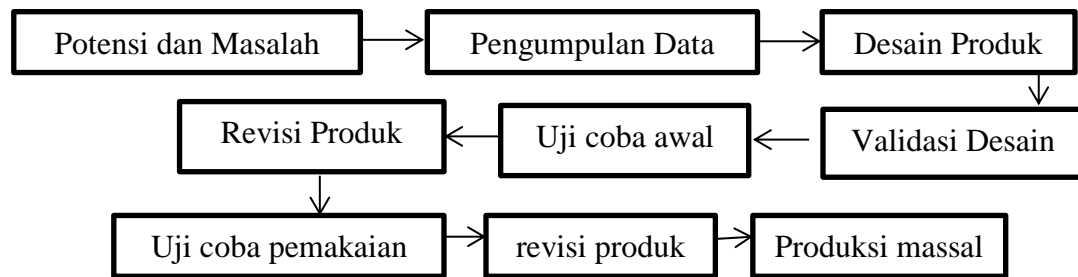 Potensi dan Masalah
Pengumpulan Data
Desain Produk
Validasi Desain
Uji coba awal
Revisi Produk
Uji coba pemakaian
revisi produk
Produksi massal